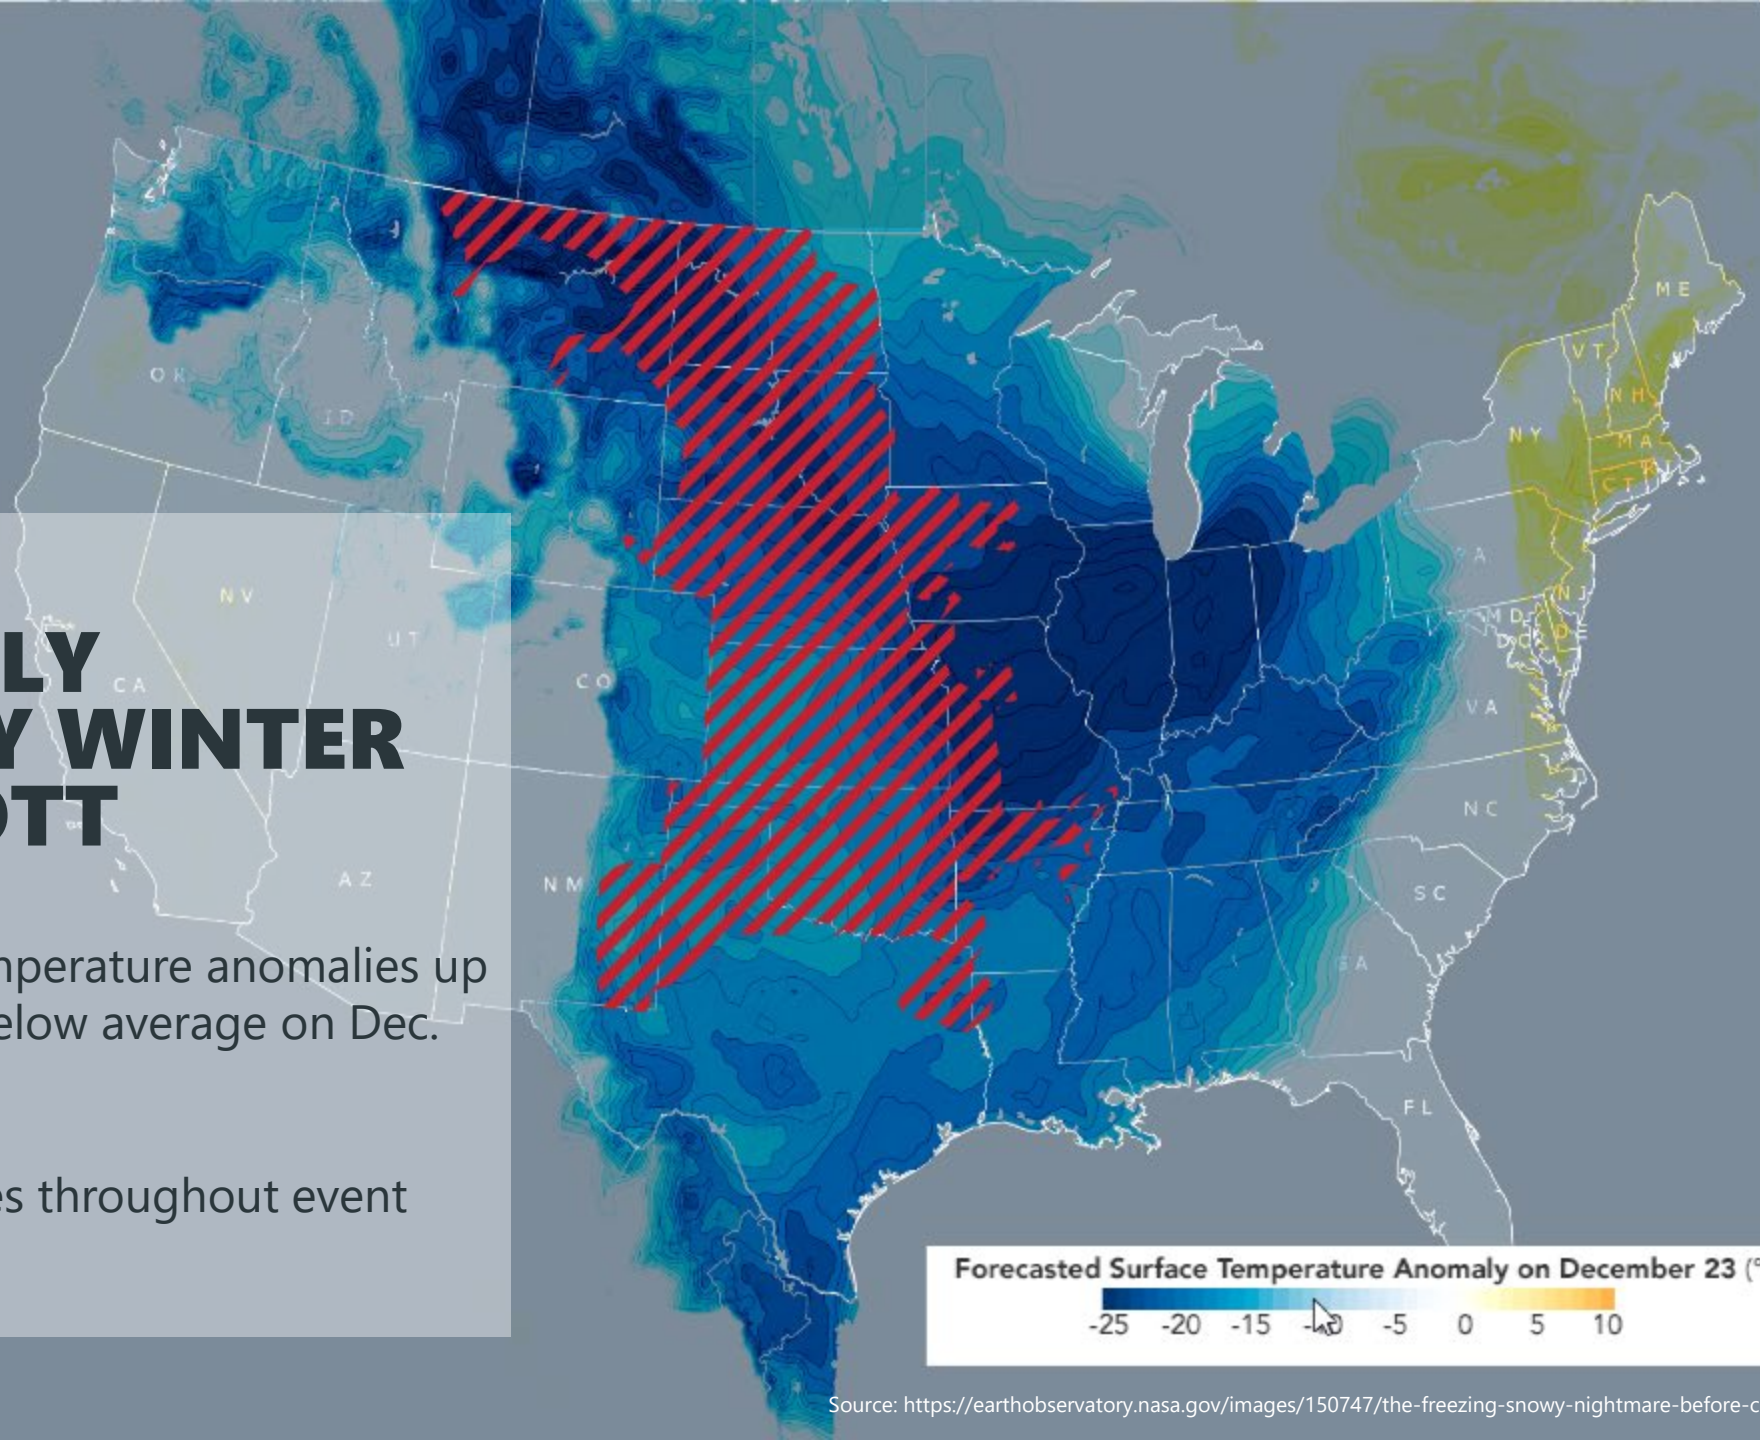 LY
Y WINTER
OTT
nperature anomalies up
elow average on Dec.
es throughout event
OR
ID
NV
UT
CA
CO
AZ
NM
ME
VT
NH
NY
MA
RI
CT
PA
NJ
MD
DE
DC
VA
NC
SC
GA
FL
Forecasted Surface Temperature Anomaly on December 23 (°
-25 -20 -15 -10 -5 0 5 10
Source: https://earthobservatory.nasa.gov/images/150747/the-freezing-snowy-nightmare-before-c